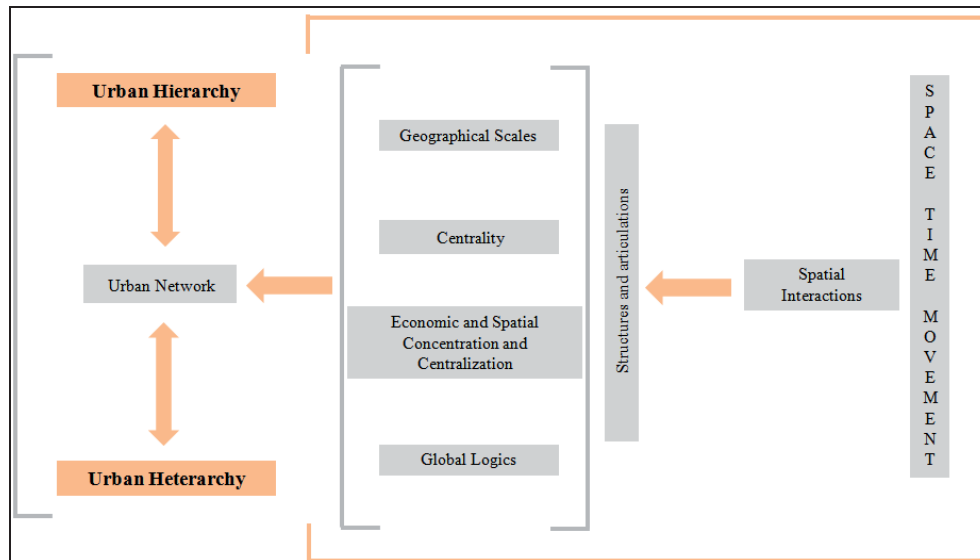 Urban Hierarchy
Urban Network
Urban Heterarchy
Geographical Scales
Centrality
Economic and Spatial
Concentration and
Centralization
Global Logics
Structures and articulations
Spatial
Interactions
SPACE TIME MOVEMENT